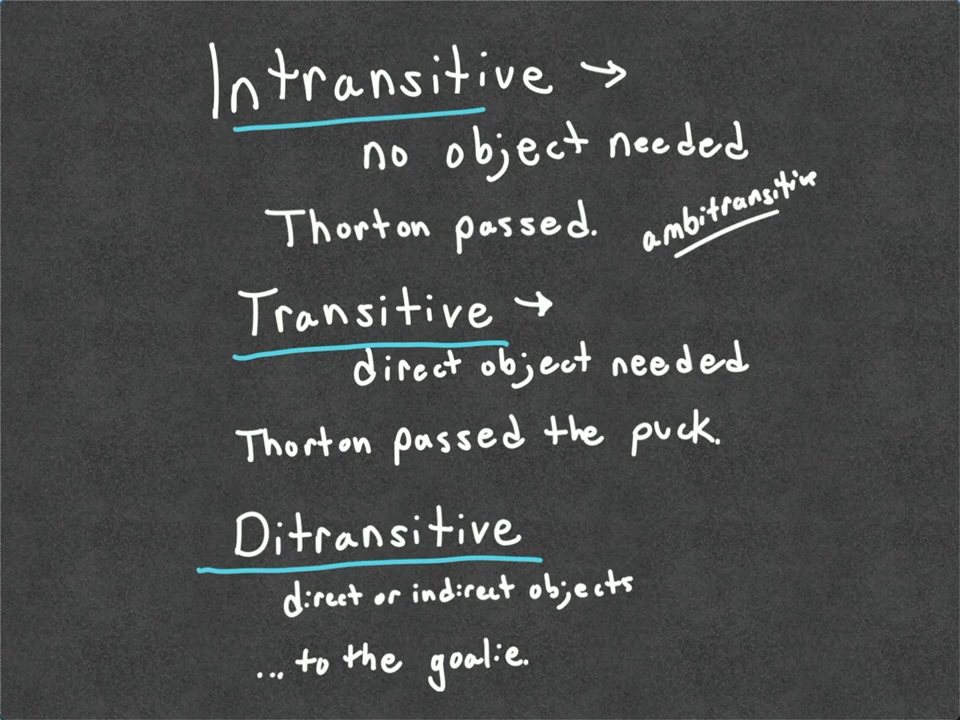 Intransitive →
no object needed
Thorton passed.
ambitransitive
Transitive →
direct object needed
Thorton passed the puck.
Ditransitive
direct or indirect objects
... to the goalie.